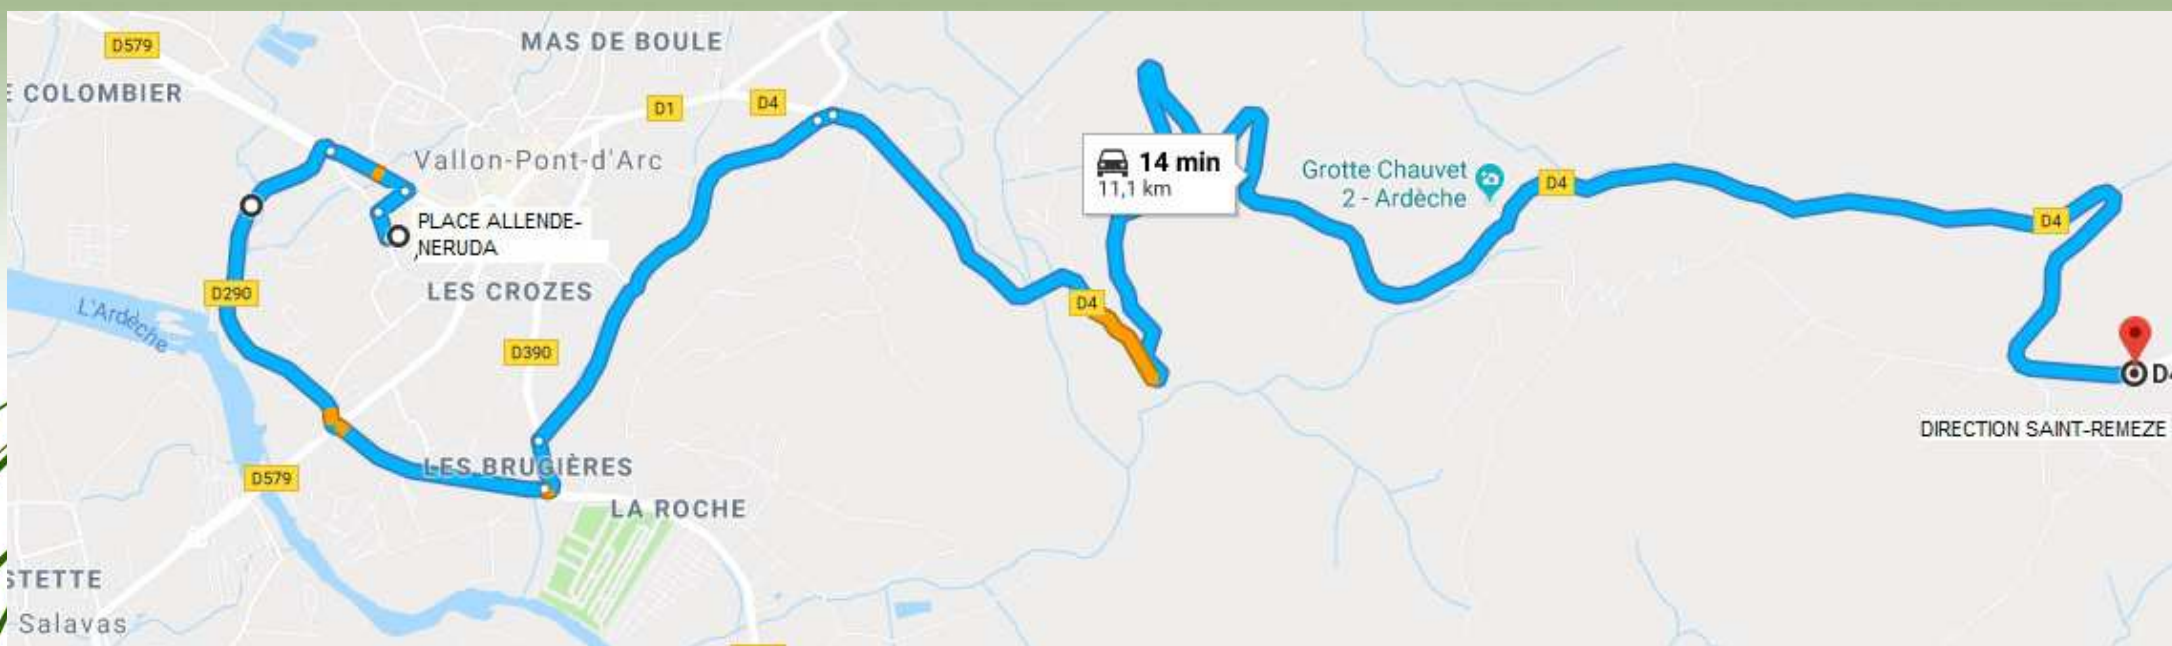 D579
MAS DE BOULE
E COLOMBIER
D1
D4
Vallon-Pont-d'Arc
14 min
11,1 km
Grotte Chauvet
2 - Ardèche
D4
PLACE ALLENDE-
NERUDA
D4
D290
LES CROZES
L'Ardèche
D4
D390
D4
DIRECTION SAINT-REMEZE
LES BRUGIÈRES
D579
LA ROCHE
STETTE
Salavas